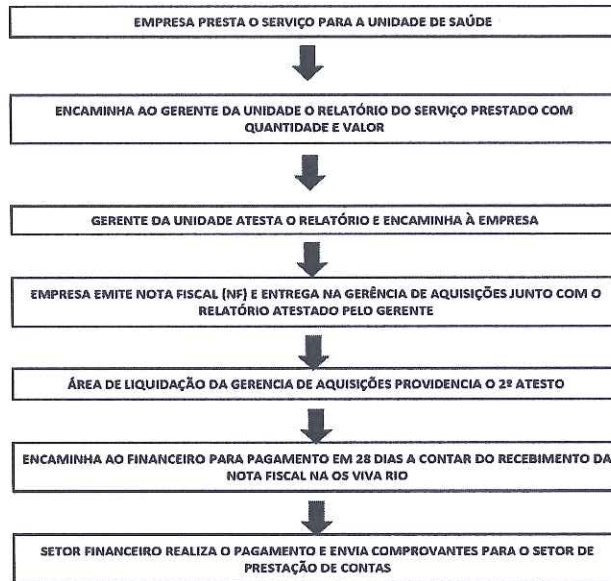 EMPRESA PRESTA O SERVIÇO PARA A UNIDADE DE SAÚDE
ENCAMINHA AO GERENTE DA UNIDADE O RELATÓRIO DO SERVIÇO PRESTADO COM
QUANTIDADE E VALOR
GERENTE DA UNIDADE ATESTA O RELATÓRIO E ENCAMINHA À EMPRESA
EMPRESA EMITE NOTA FISCAL (NF) E ENTREGA NA GERÊNCIA DE AQUISIÇÕES JUNTO COM O
RELATÓRIO ATESTADO PELO GERENTE
ÁREA DE LIQUIDAÇÃO DA GERENCIA DE AQUISIÇÕES PROVIDENCIA O 2º ATESTO
ENCAMINHA AO FINANCEIRO PARA PAGAMENTO EM 28 DIAS A CONTAR DO RECEBIMENTO DA
NOTA FISCAL NA OS VIVA RIO
SETOR FINANCEIRO REALIZA O PAGAMENTO E ENVIA COMPROVANTES PARA O SETOR DE
PRESTAÇÃO DE CONTAS